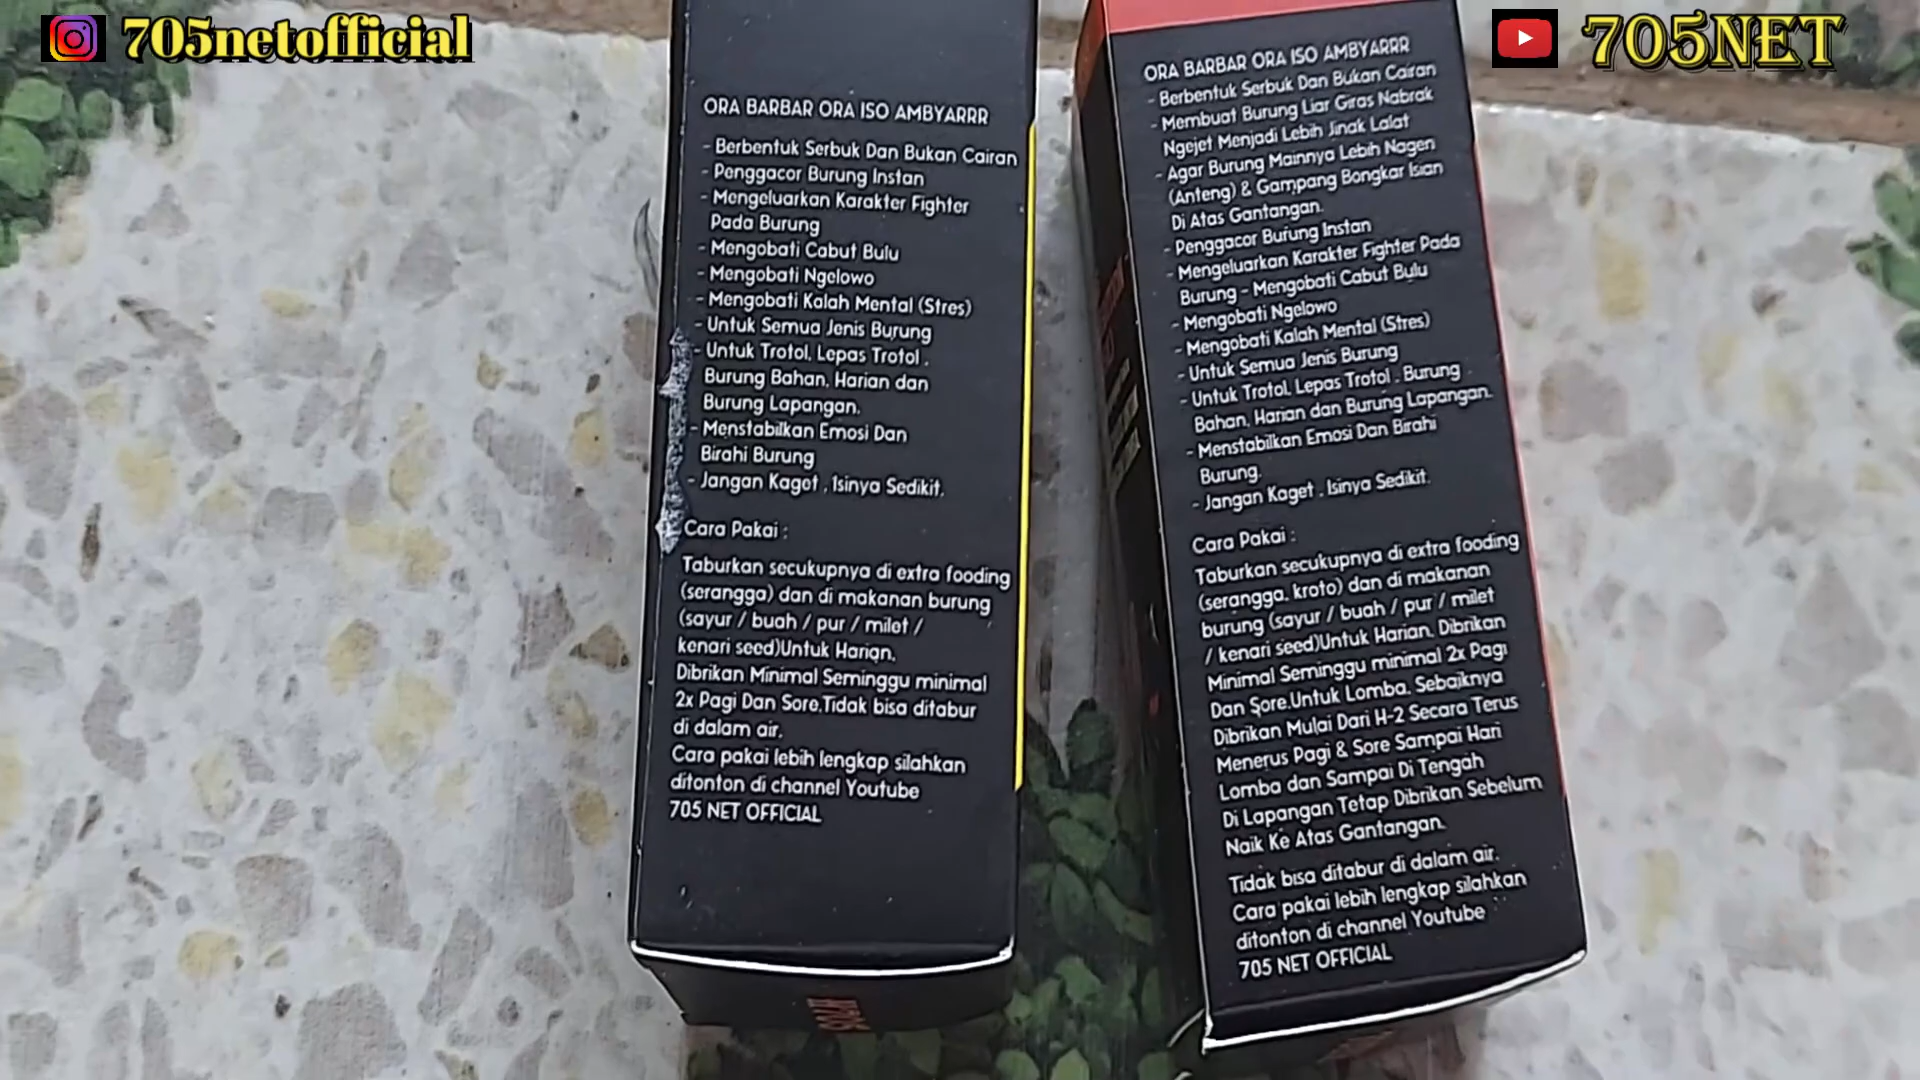 705netofficial
705NET
ORA BARBAR ORA ISO AMBYARRR
- Berbentuk Serbuk Dan Bukan Cairan
- Penggacor Burung Instan
- Mengeluarkan Karakter Fighter
Pada Burung
- Mengobati Cabut Bulu
- Mengobati Ngelowo
- Mengobati Kalah Mental (Stres)
- Untuk Semua Jenis Burung
- Untuk Trotol, Lepas Trotol ,
Burung Bahan, Harian dan
Burung Lapangan.
- Menstabilkan Emosi Dan
Birahi Burung
- Jangan Kaget , Isinya Sedikit.
Cara Pakai :
Taburkan secukupnya di extra fooding
(serangga) dan di makanan burung
(sayur / buah / pur / milet /
kenari seed)Untuk Harian,
Dibrikan Minimal Seminggu minimal
2x Pagi Dan Sore.Tidak bisa ditabur
di dalam air.
Cara pakai lebih lengkap silahkan
ditonton di channel Youtube
705 NET OFFICIAL
ORA BARBAR ORA ISO AMBYARRR
- Berbentuk Serbuk Dan Bukan Cairan
- Membuat Burung Liar Giras Nabrak
Ngejet Menjadi Lebih Jinak Lalat
- Agar Burung Mainnya Lebih Nagen
(Anteng) & Gampang Bongkar Isian
Di Atas Gantangan.
- Penggacor Burung Instan
- Mengeluarkan Karakter Fighter Pada
Burung - Mengobati Cabut Bulu
- Mengobati Ngelowo
- Mengobati Kalah Mental (Stres)
- Untuk Semua Jenis Burung
- Untuk Trotol, Lepas Trotol , Burung
Bahan, Harian dan Burung Lapangan.
- Menstabilkan Emosi Dan Birahi
Burung.
- Jangan Kaget , Isinya Sedikit.
Cara Pakai :
Taburkan secukupnya di extra fooding
(serangga, kroto) dan di makanan
burung (sayur / buah / pur / milet
/ kenari seed)Untuk Harian, Dibrikan
Minimal Seminggu minimal 2x Pagi
Dan Sore.Untuk Lomba, Sebaiknya
Dibrikan Mulai Dari H-2 Secara Terus
Menerus Pagi & Sore Sampai Hari
Lomba dan Sampai Di Tengah
Di Lapangan Tetap Dibrikan Sebelum
Naik Ke Atas Gantangan.
Tidak bisa ditabur di dalam air.
Cara pakai lebih lengkap silahkan
ditonton di channel Youtube
705 NET OFFICIAL